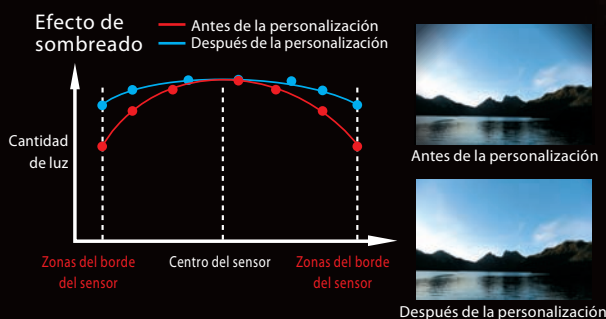 Efecto de
sombreado
Antes de la personalización
Después de la personalización
Cantidad
de luz
Zonas del borde
del sensor
Centro del sensor
Zonas del borde
del sensor
Antes de la personalización
Después de la personalización